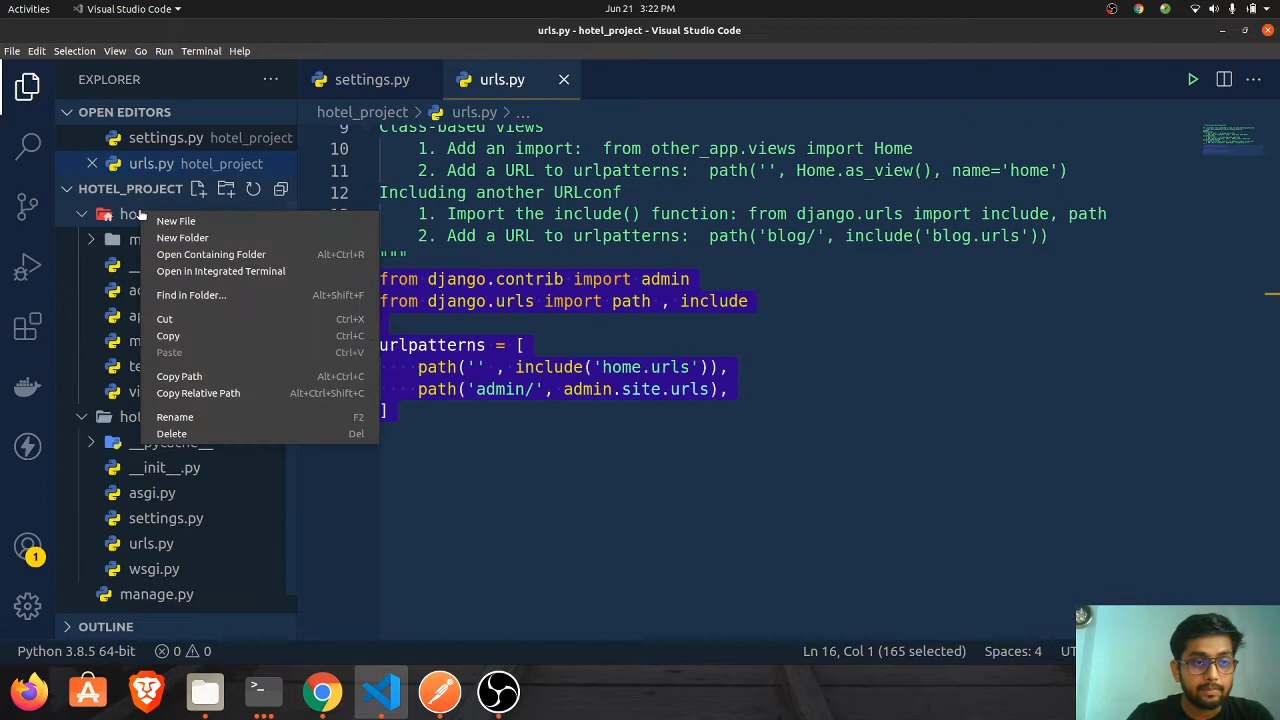 Activities
Visual Studio Code
Jun 21 3:22 PM
urls.py - hotel_project - Visual Studio Code
File Edit Selection View Go Run Terminal Help
EXPLORER
settings.py
urls.py
OPEN EDITORS
hotel_project > urls.py > ...
settings.py hotel_project
urls.py hotel_project
HOTEL_PROJECT
New File
New Folder
Open Containing Folder Alt+Ctrl+R
Open in Integrated Terminal
Find in Folder... Alt+Shift+F
Cut Ctrl+X
Copy Ctrl+C
Paste Ctrl+V
Copy Path Alt+Ctrl+C
Copy Relative Path Alt+Ctrl+Shift+C
Rename F2
Delete Del
__init__.py
asgi.py
settings.py
urls.py
wsgi.py
manage.py
OUTLINE
9 Class-based views
10 1. Add an import: from other_app.views import Home
11 2. Add a URL to urlpatterns: path('', Home.as_view(), name='home')
12 Including another URLconf
1. Import the include() function: from django.urls import include, path
2. Add a URL to urlpatterns: path('blog/', include('blog.urls'))
"""
from django.contrib import admin
from django.urls import path , include
urlpatterns = [
path('' , include('home.urls')),
path('admin/', admin.site.urls),
]
1
Python 3.8.5 64-bit
0
0
Ln 16, Col 1 (165 selected)
Spaces: 4